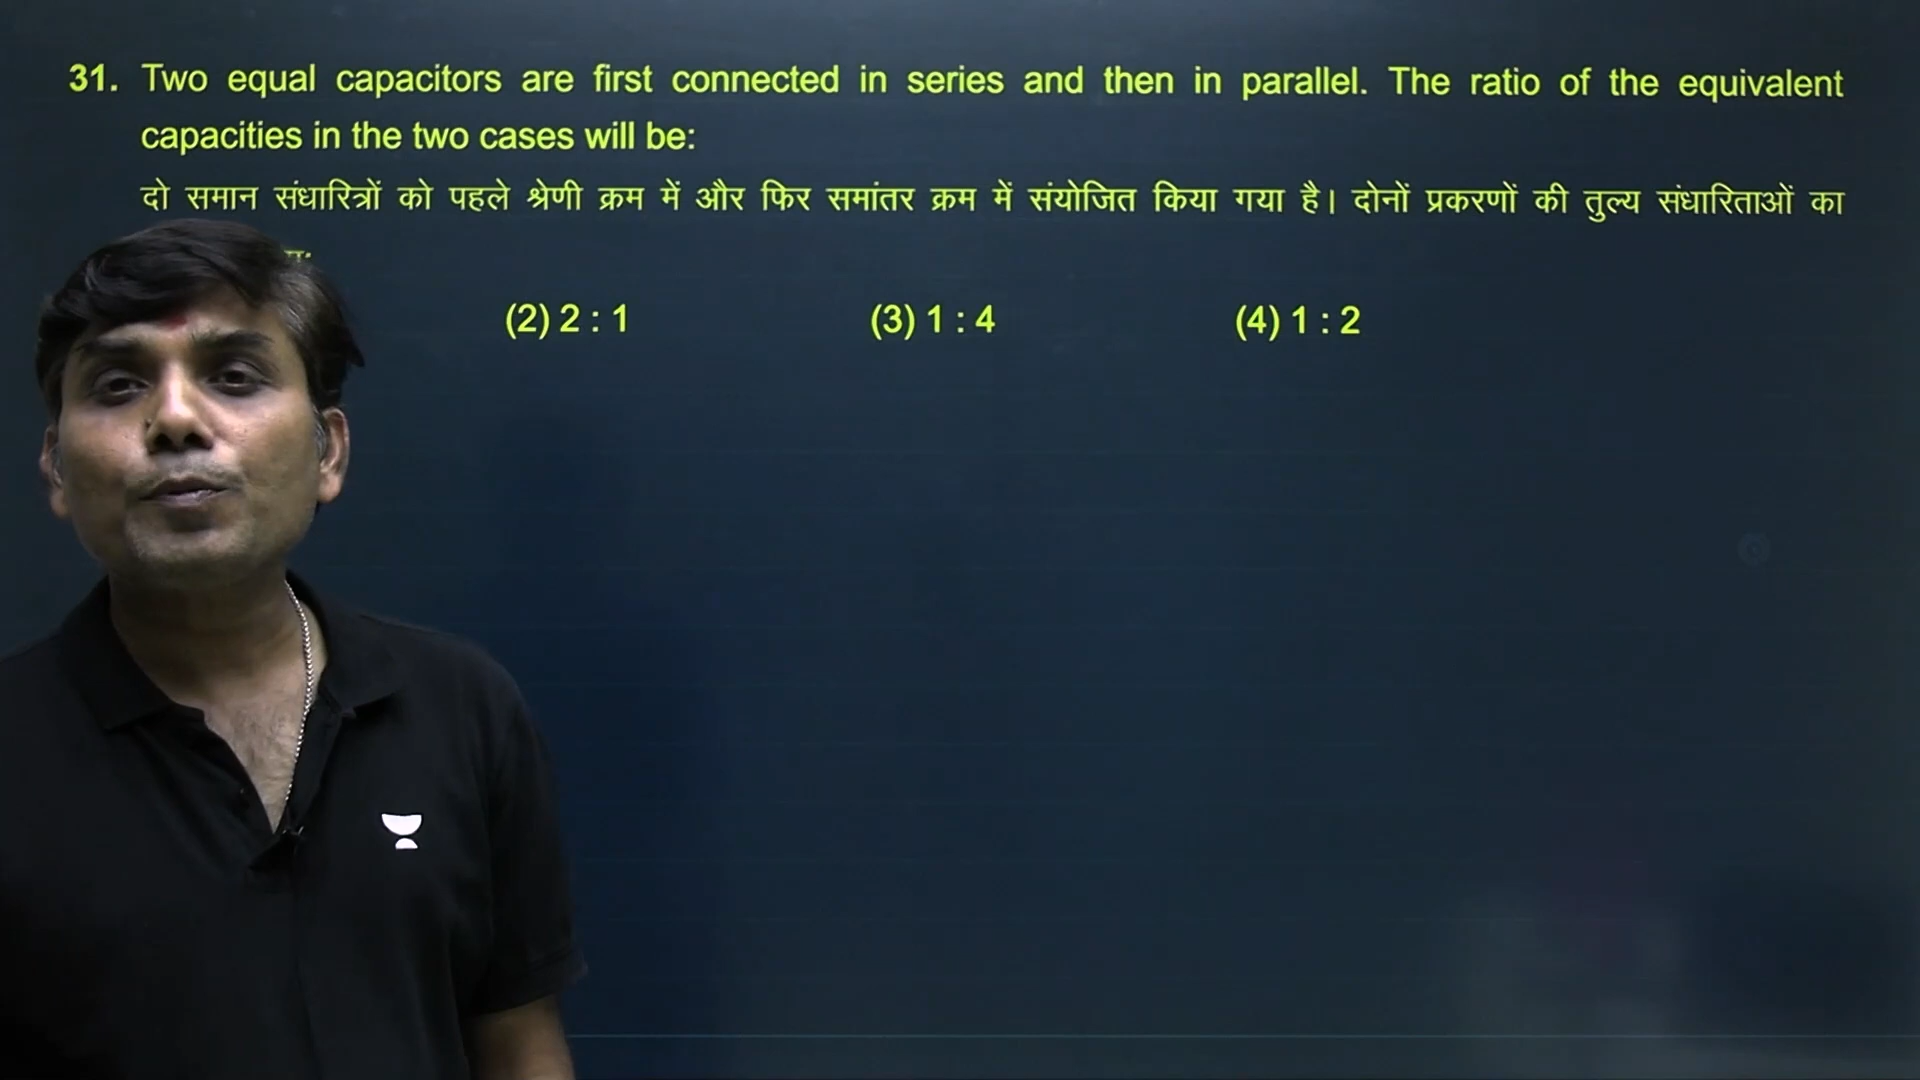 31. Two equal capacitors are first connected in series and then in parallel. The ratio of the equivalent
capacities in the two cases will be:
दो समान संधारित्रों को पहले श्रेणी क्रम में और फिर समांतर क्रम में संयोजित किया गया है। दोनों प्रकरणों की तुल्य संधारिताओं का
(2) 2 : 1 (3) 1 : 4 (4) 1 : 2